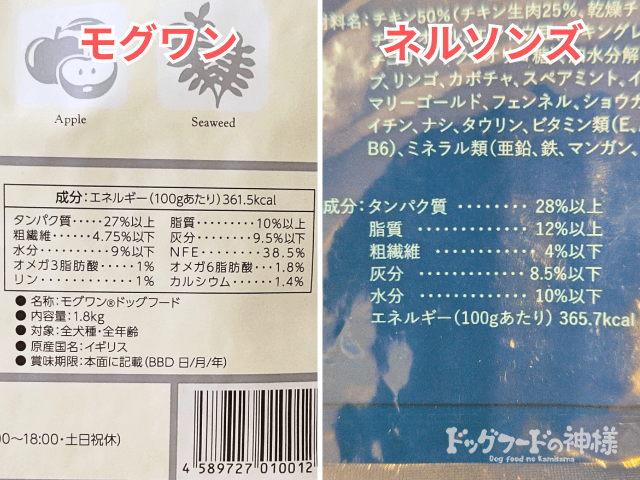 モグワン
Apple
Seaweed
成分:エネルギー(100gあたり)361.5kcal
タンパク質‥‥‥27%以上
脂質‥‥‥‥10%以上
粗繊維‥‥‥4.75%以下
灰分‥‥‥‥9.5%以下
水分‥‥‥‥‥9%以下
NFE‥‥‥‥38.5%
オメガ3脂肪酸‥‥1%
オメガ6脂肪酸‥1.8%
リン‥‥‥‥‥‥1%
カルシウム‥‥‥1.4%
●名称:モグワン®ドッグフード
●内容量:1.8kg
●対象:全犬種・全年齢
●原産国名:イギリス
●賞味期限:本面に記載(BBD 日/月/年)
00~18:00・土日祝休)
4 589727 010012
ネルソンズ
材料名:チキン50%(チキン生肉25%、乾燥チ
プ、リンゴ、カボチャ、スペアミント、
マリーゴールド、フェンネル、ショウガ
イチン、ナシ、タウリン、ビタミン類(E、
B6)、ミネラル類(亜鉛、鉄、マンガン、
成分:タンパク質‥‥‥‥28%以上
脂質‥‥‥‥‥‥12%以上
粗繊維‥‥‥‥‥4%以下
灰分‥‥‥‥‥‥8.5%以下
水分‥‥‥‥‥‥10%以下
エネルギー(100gあたり)‥365.7kcal
ドッグフードの神様
Dog food no Kamisama